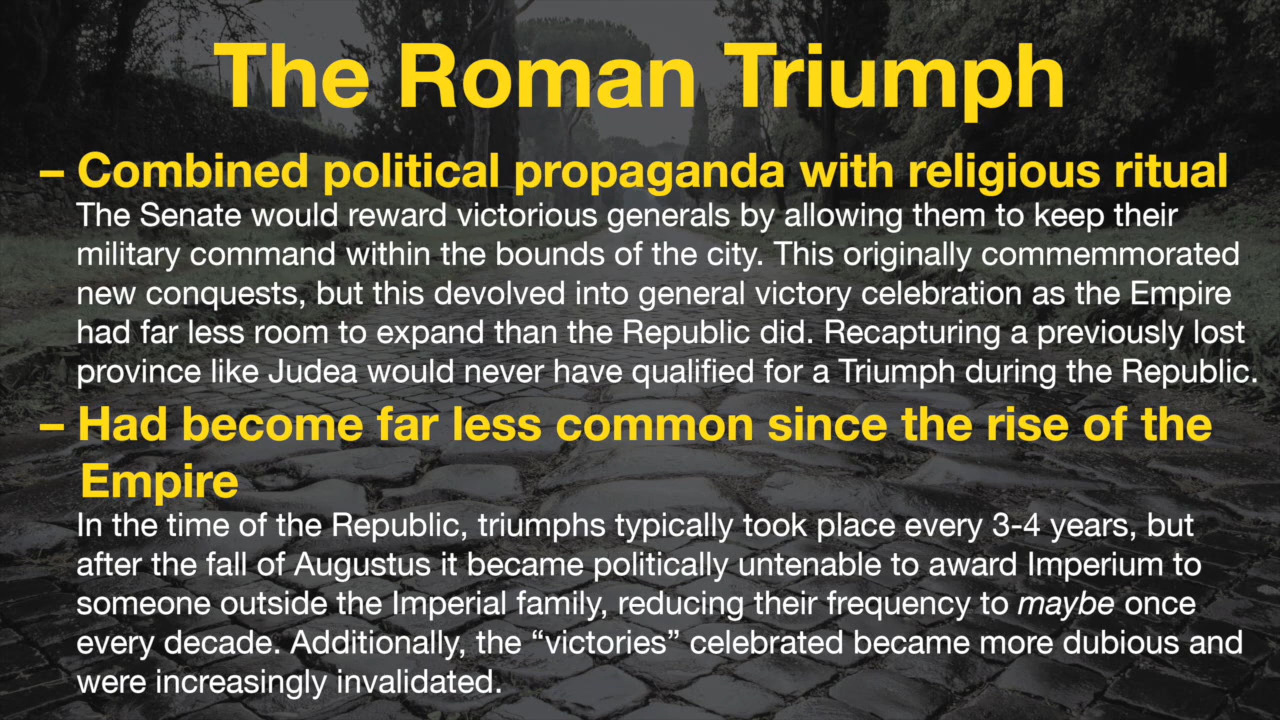 The Roman Triumph
– Combined political propaganda with religious ritual
The Senate would reward victorious generals by allowing them to keep their
military command within the bounds of the city. This originally commemmorated
new conquests, but this devolved into general victory celebration as the Empire
had far less room to expand than the Republic did. Recapturing a previously lost
province like Judea would never have qualified for a Triumph during the Republic.
– Had become far less common since the rise of the
Empire
In the time of the Republic, triumphs typically took place every 3-4 years, but
after the fall of Augustus it became politically untenable to award Imperium to
someone outside the Imperial family, reducing their frequency to maybe once
every decade. Additionally, the “victories” celebrated became more dubious and
were increasingly invalidated.